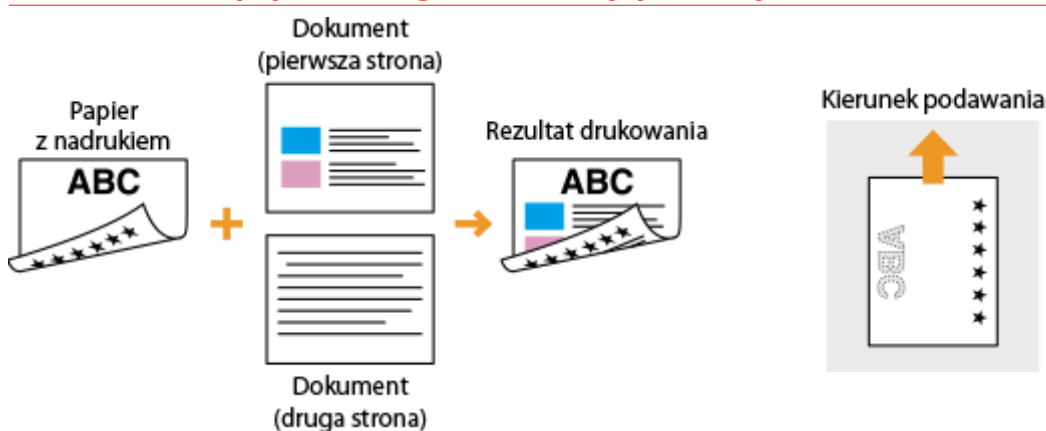 Dokument
(pierwsza strona)
Papier
z nadrukiem
ABC
Rezultat drukowania
ABC
Dokument
(druga strona)
Kierunek podawania
ABC